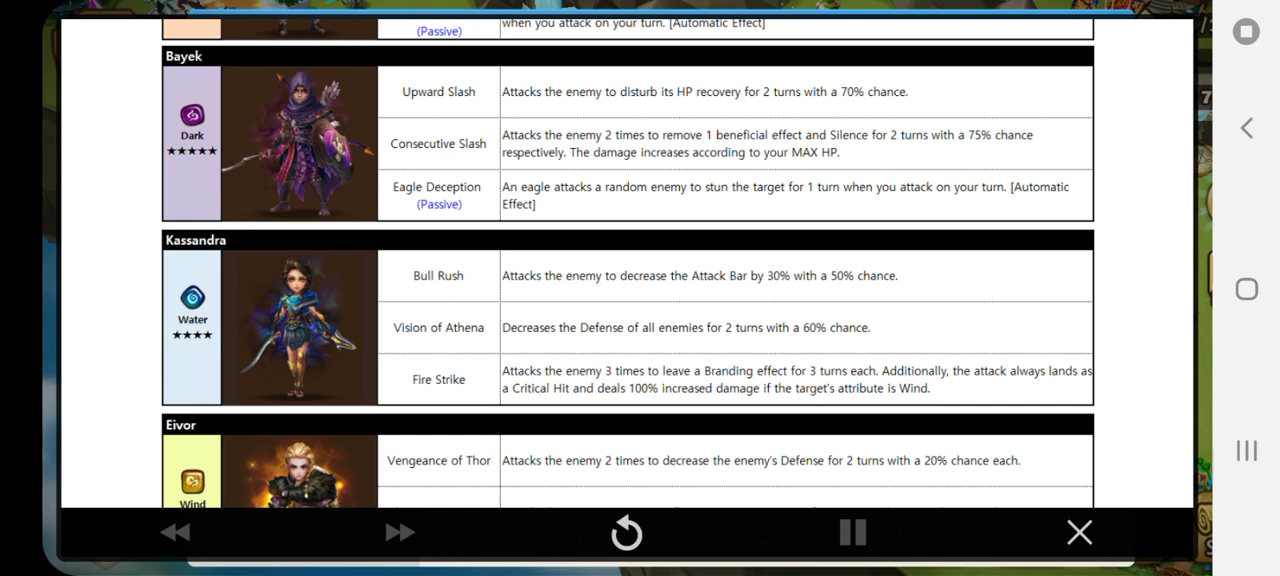 when you attack on your turn. [Automatic Effect]
(Passive)
Bayek
Dark
★★★★★
Upward Slash
Attacks the enemy to disturb its HP recovery for 2 turns with a 70% chance.
Consecutive Slash
Attacks the enemy 2 times to remove 1 beneficial effect and Silence for 2 turns with a 75% chance
respectively. The damage increases according to your MAX HP.
Eagle Deception
(Passive)
An eagle attacks a random enemy to stun the target for 1 turn when you attack on your turn. [Automatic
Effect]
Kassandra
Water
★★★★
Bull Rush
Attacks the enemy to decrease the Attack Bar by 30% with a 50% chance.
Vision of Athena
Decreases the Defense of all enemies for 2 turns with a 60% chance.
Fire Strike
Attacks the enemy 3 times to leave a Branding effect for 3 turns each. Additionally, the attack always lands as
a Critical Hit and deals 100% increased damage if the target's attribute is Wind.
Eivor
Wind
Vengeance of Thor
Attacks the enemy 2 times to decrease the enemy's Defense for 2 turns with a 20% chance each.